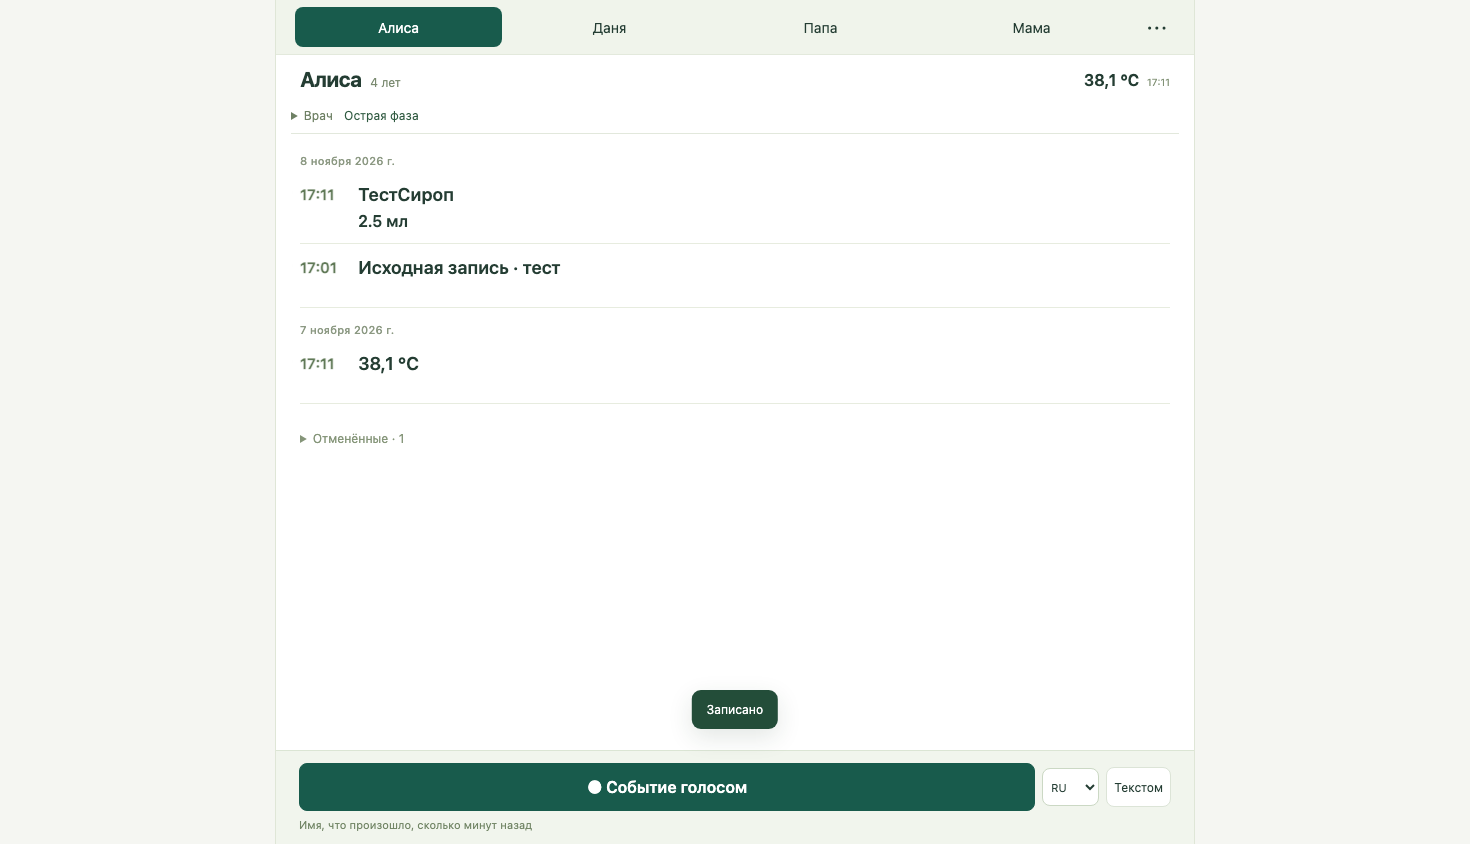 Алиса Даня Папа Мама ...
Алиса 4 лет 38,1 °C 17:11
Врач Острая фаза
8 ноября 2026 г.
17:11 ТестСироп
2.5 мл
17:01 Исходная запись · тест
7 ноября 2026 г.
17:11 38,1 °C
Отменённые · 1
Записано
Событие голосом RU Текстом
Имя, что произошло, сколько минут назад